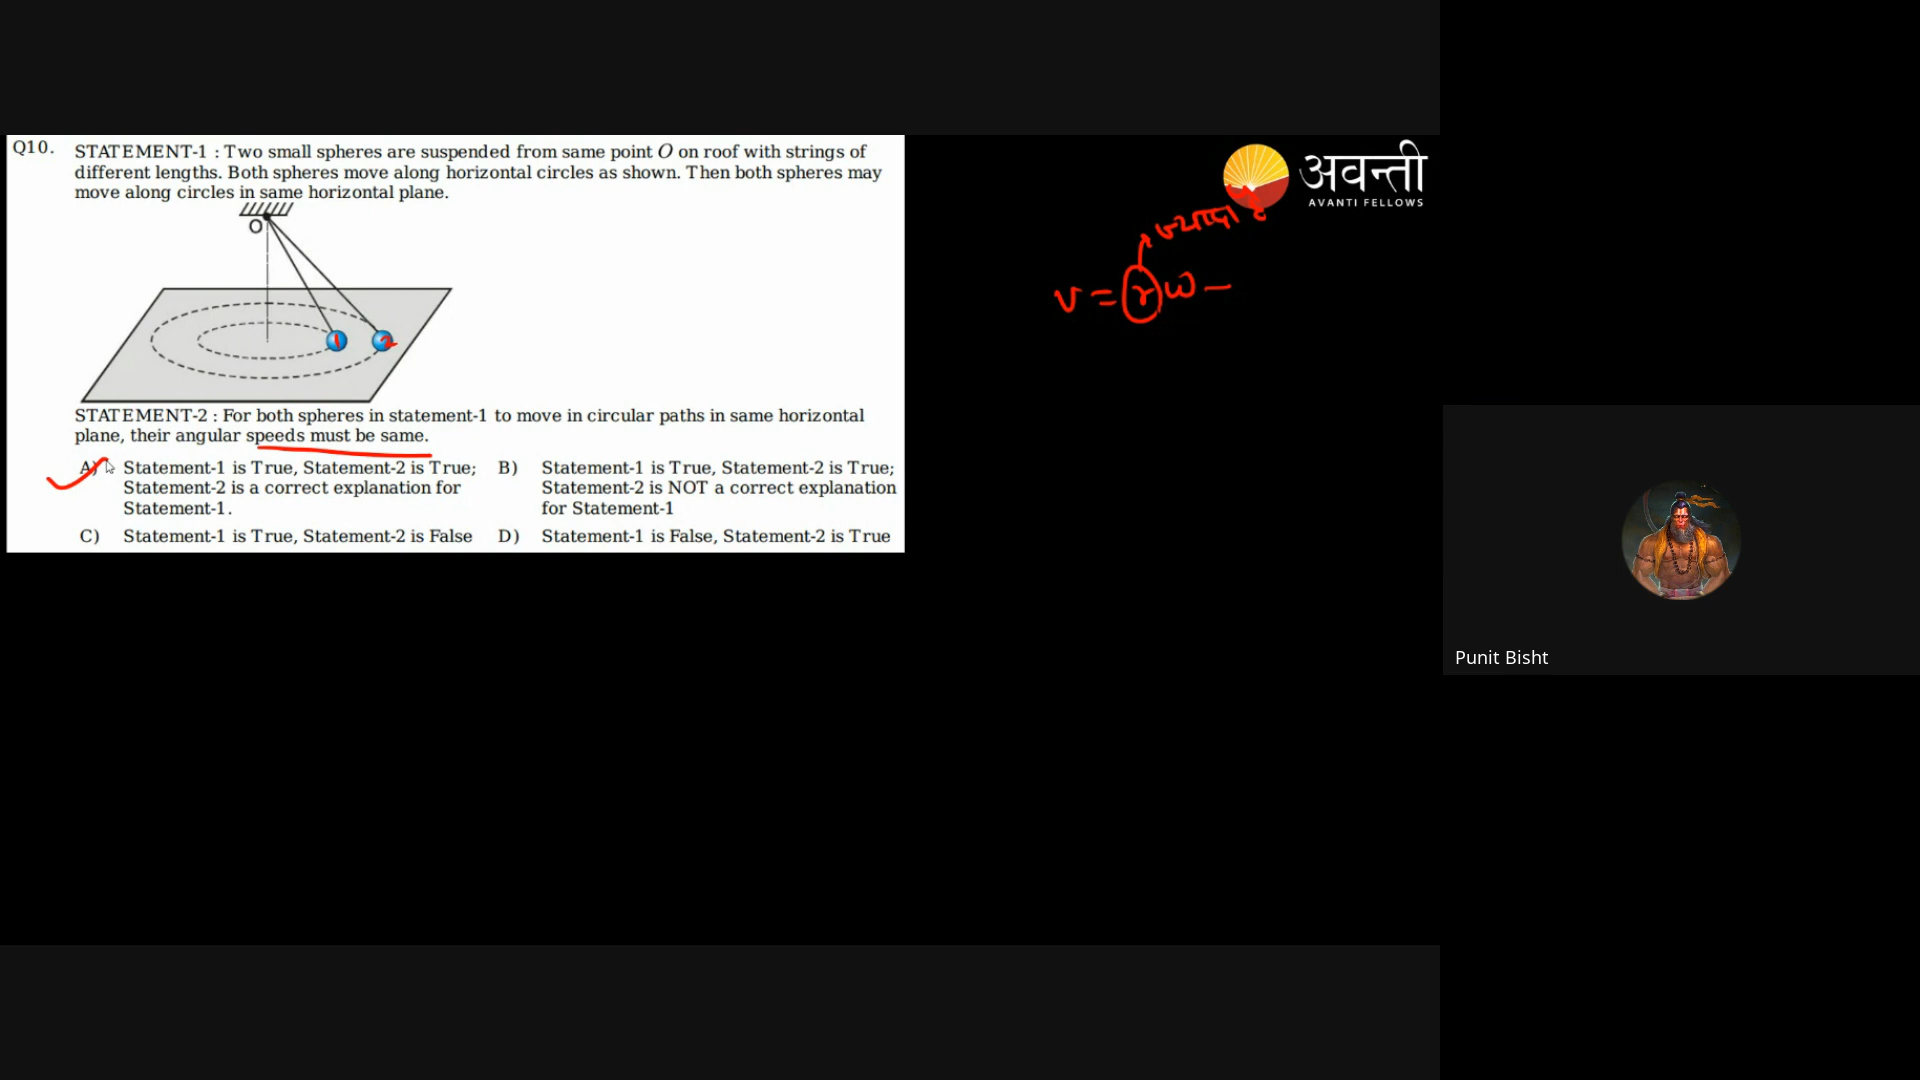 Q10. STATEMENT-1 : Two small spheres are suspended from same point O on roof with strings of
different lengths. Both spheres move along horizontal circles as shown. Then both spheres may
move along circles in same horizontal plane.
O
1 2
STATEMENT-2 : For both spheres in statement-1 to move in circular paths in same horizontal
plane, their angular speeds must be same.
A) Statement-1 is True, Statement-2 is True;
Statement-2 is a correct explanation for
Statement-1.
B) Statement-1 is True, Statement-2 is True;
Statement-2 is NOT a correct explanation
for Statement-1
C) Statement-1 is True, Statement-2 is False
D) Statement-1 is False, Statement-2 is True
अवन्ती
AVANTI FELLOWS
ज्यादा है
v = rω –
Punit Bisht